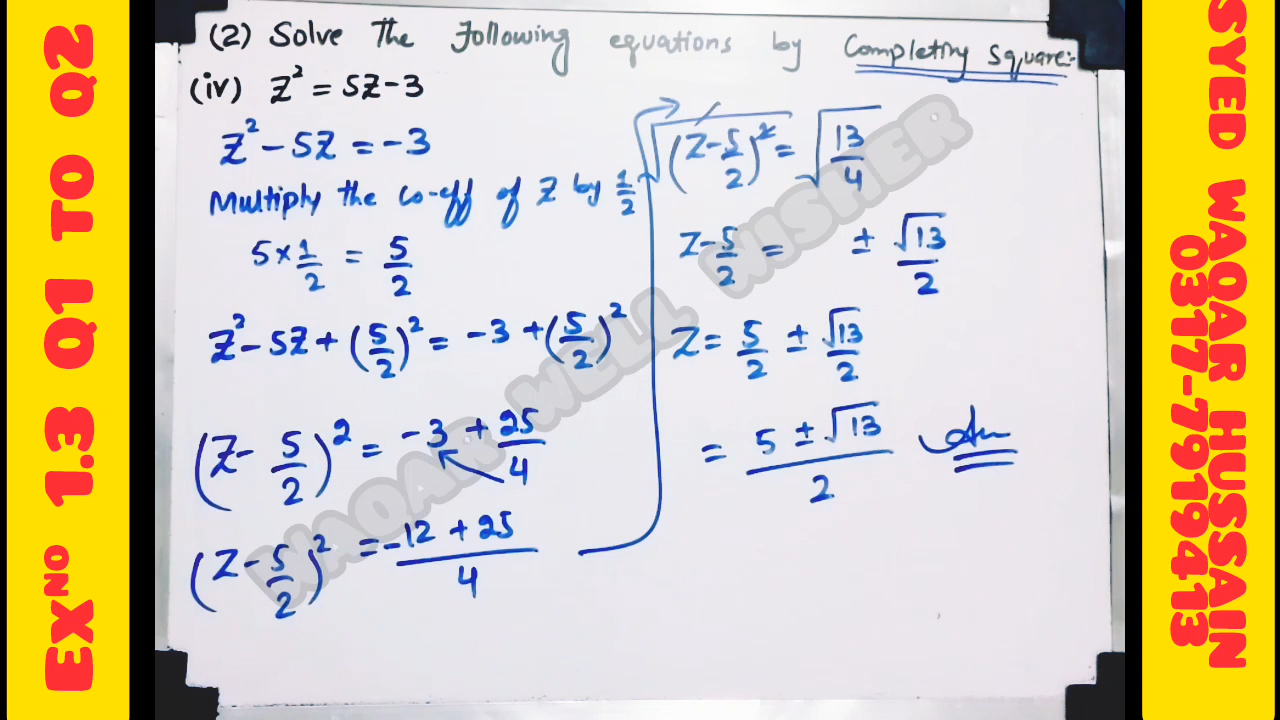 EXᴺᴼ 1.3 Q1 TO Q2
(2) Solve The Following equations by Completing Square:-
(iv) Z² = 5Z-3
Z² - 5Z = -3
Multiply the co-eff of Z by 1/2
5 × 1/2 = 5/2
Z² - 5Z + (5/2)² = -3 + (5/2)²
(Z - 5/2)² = -3 + 25/4
(Z - 5/2)² = (-12 + 25)/4
√(Z - 5/2)² = √13/4
Z - 5/2 = ± √13/2
Z = 5/2 ± √13/2
= (5 ± √13)/2 Ans
WAQAR WELL WISHER
SYED WAQAR HUSSAIN
0317-7919413